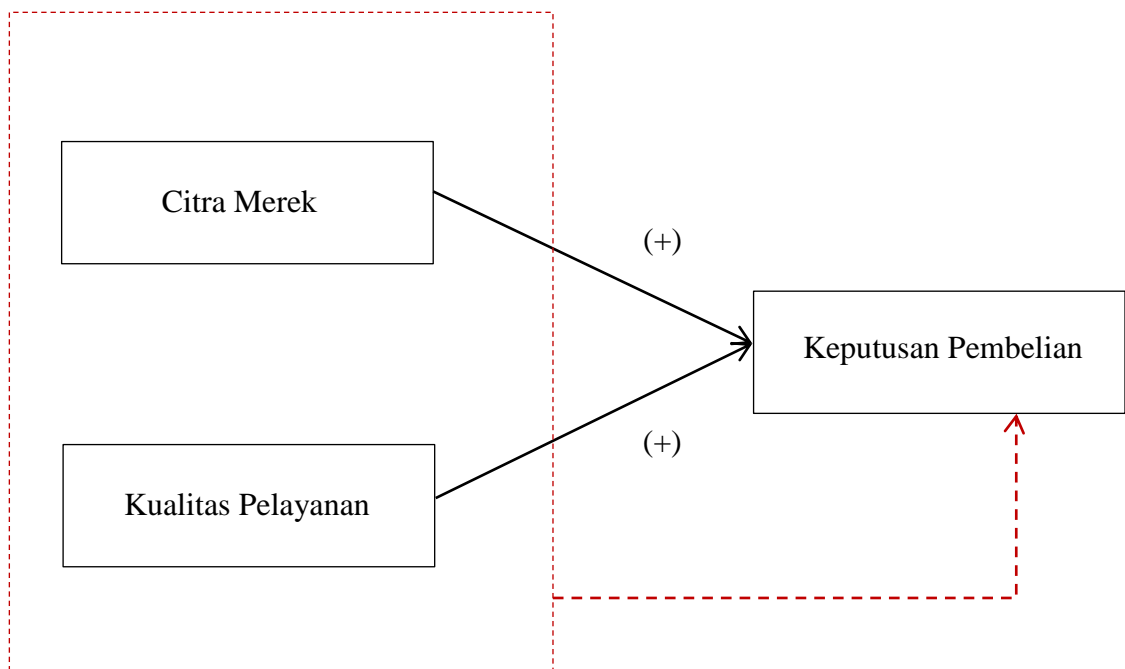 Citra Merek
(+)
Keputusan Pembelian
(+)
Kualitas Pelayanan